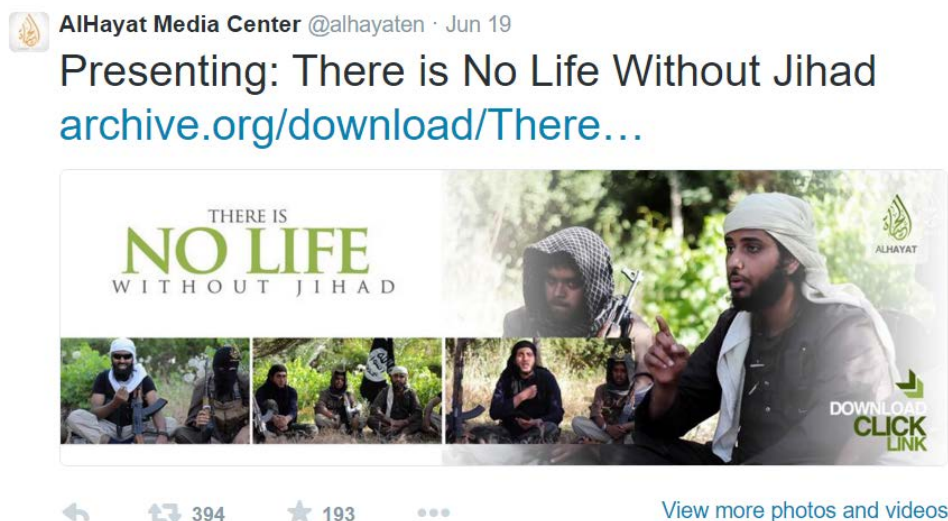 AlHayat Media Center @alhayaten · Jun 19
Presenting: There is No Life Without Jihad
archive.org/download/There…
THERE IS
NO LIFE
WITHOUT JIHAD
ALHAYAT
DOWNLOAD
CLICK
LINK
394
193
View more photos and videos